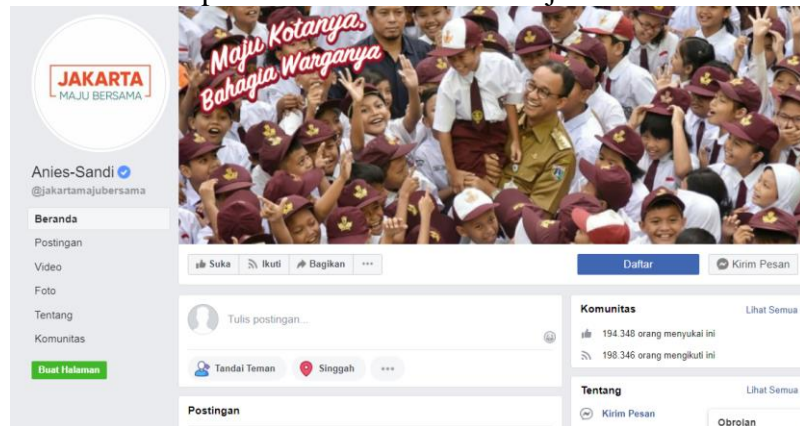 JAKARTA
MAJU BERSAMA
Maju Kotanya,
Bahagia Warganya
Anies-Sandi
@jakartamajubersama
Beranda
Postingan
Video
Foto
Tentang
Komunitas
Buat Halaman
Suka
Ikuti
Bagikan
Daftar
Kirim Pesan
Tulis postingan...
Tandai Teman
Singgah
Postingan
Komunitas
Lihat Semua
194.348 orang menyukai ini
198.346 orang mengikuti ini
Tentang
Lihat Semua
Kirim Pesan
Obrolan